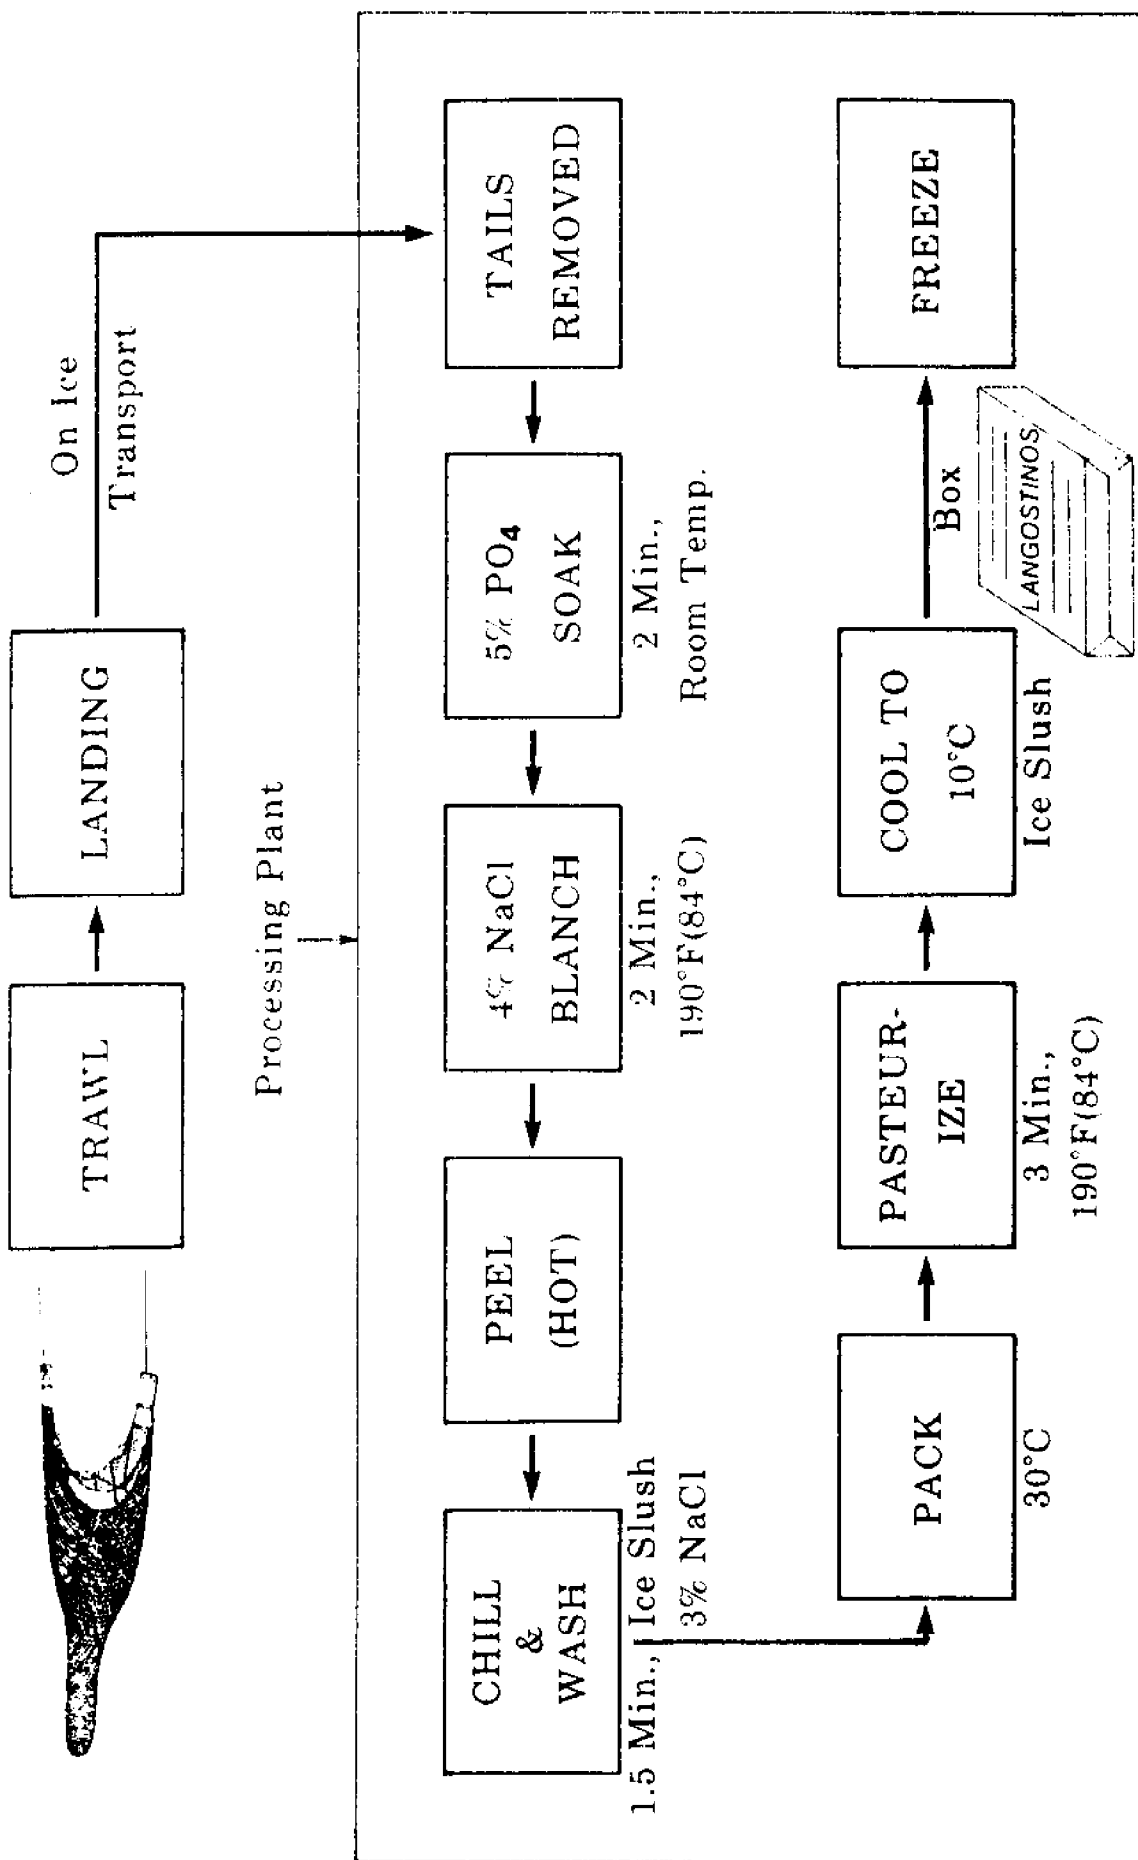 TRAWL
LANDING
On Ice
Transport
Processing Plant
TAILS
REMOVED
5% PO₄
SOAK
2 Min.,
Room Temp.
4% NaCl
BLANCH
2 Min.,
190°F(84°C)
PEEL
(HOT)
CHILL
&
WASH
1.5 Min., Ice Slush
3% NaCl
PACK
30°C
PASTEUR-
IZE
3 Min.,
190°F(84°C)
COOL TO
10°C
Ice Slush
Box
LANGOSTINOS
FREEZE